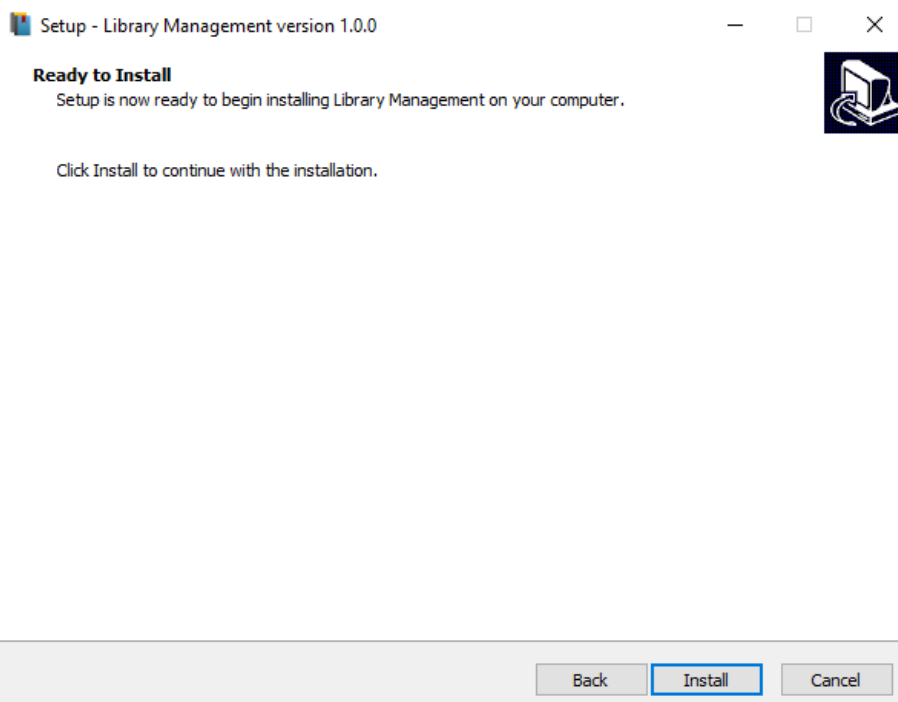 Setup - Library Management version 1.0.0
Ready to Install
Setup is now ready to begin installing Library Management on your computer.
Click Install to continue with the installation.
Back Install Cancel